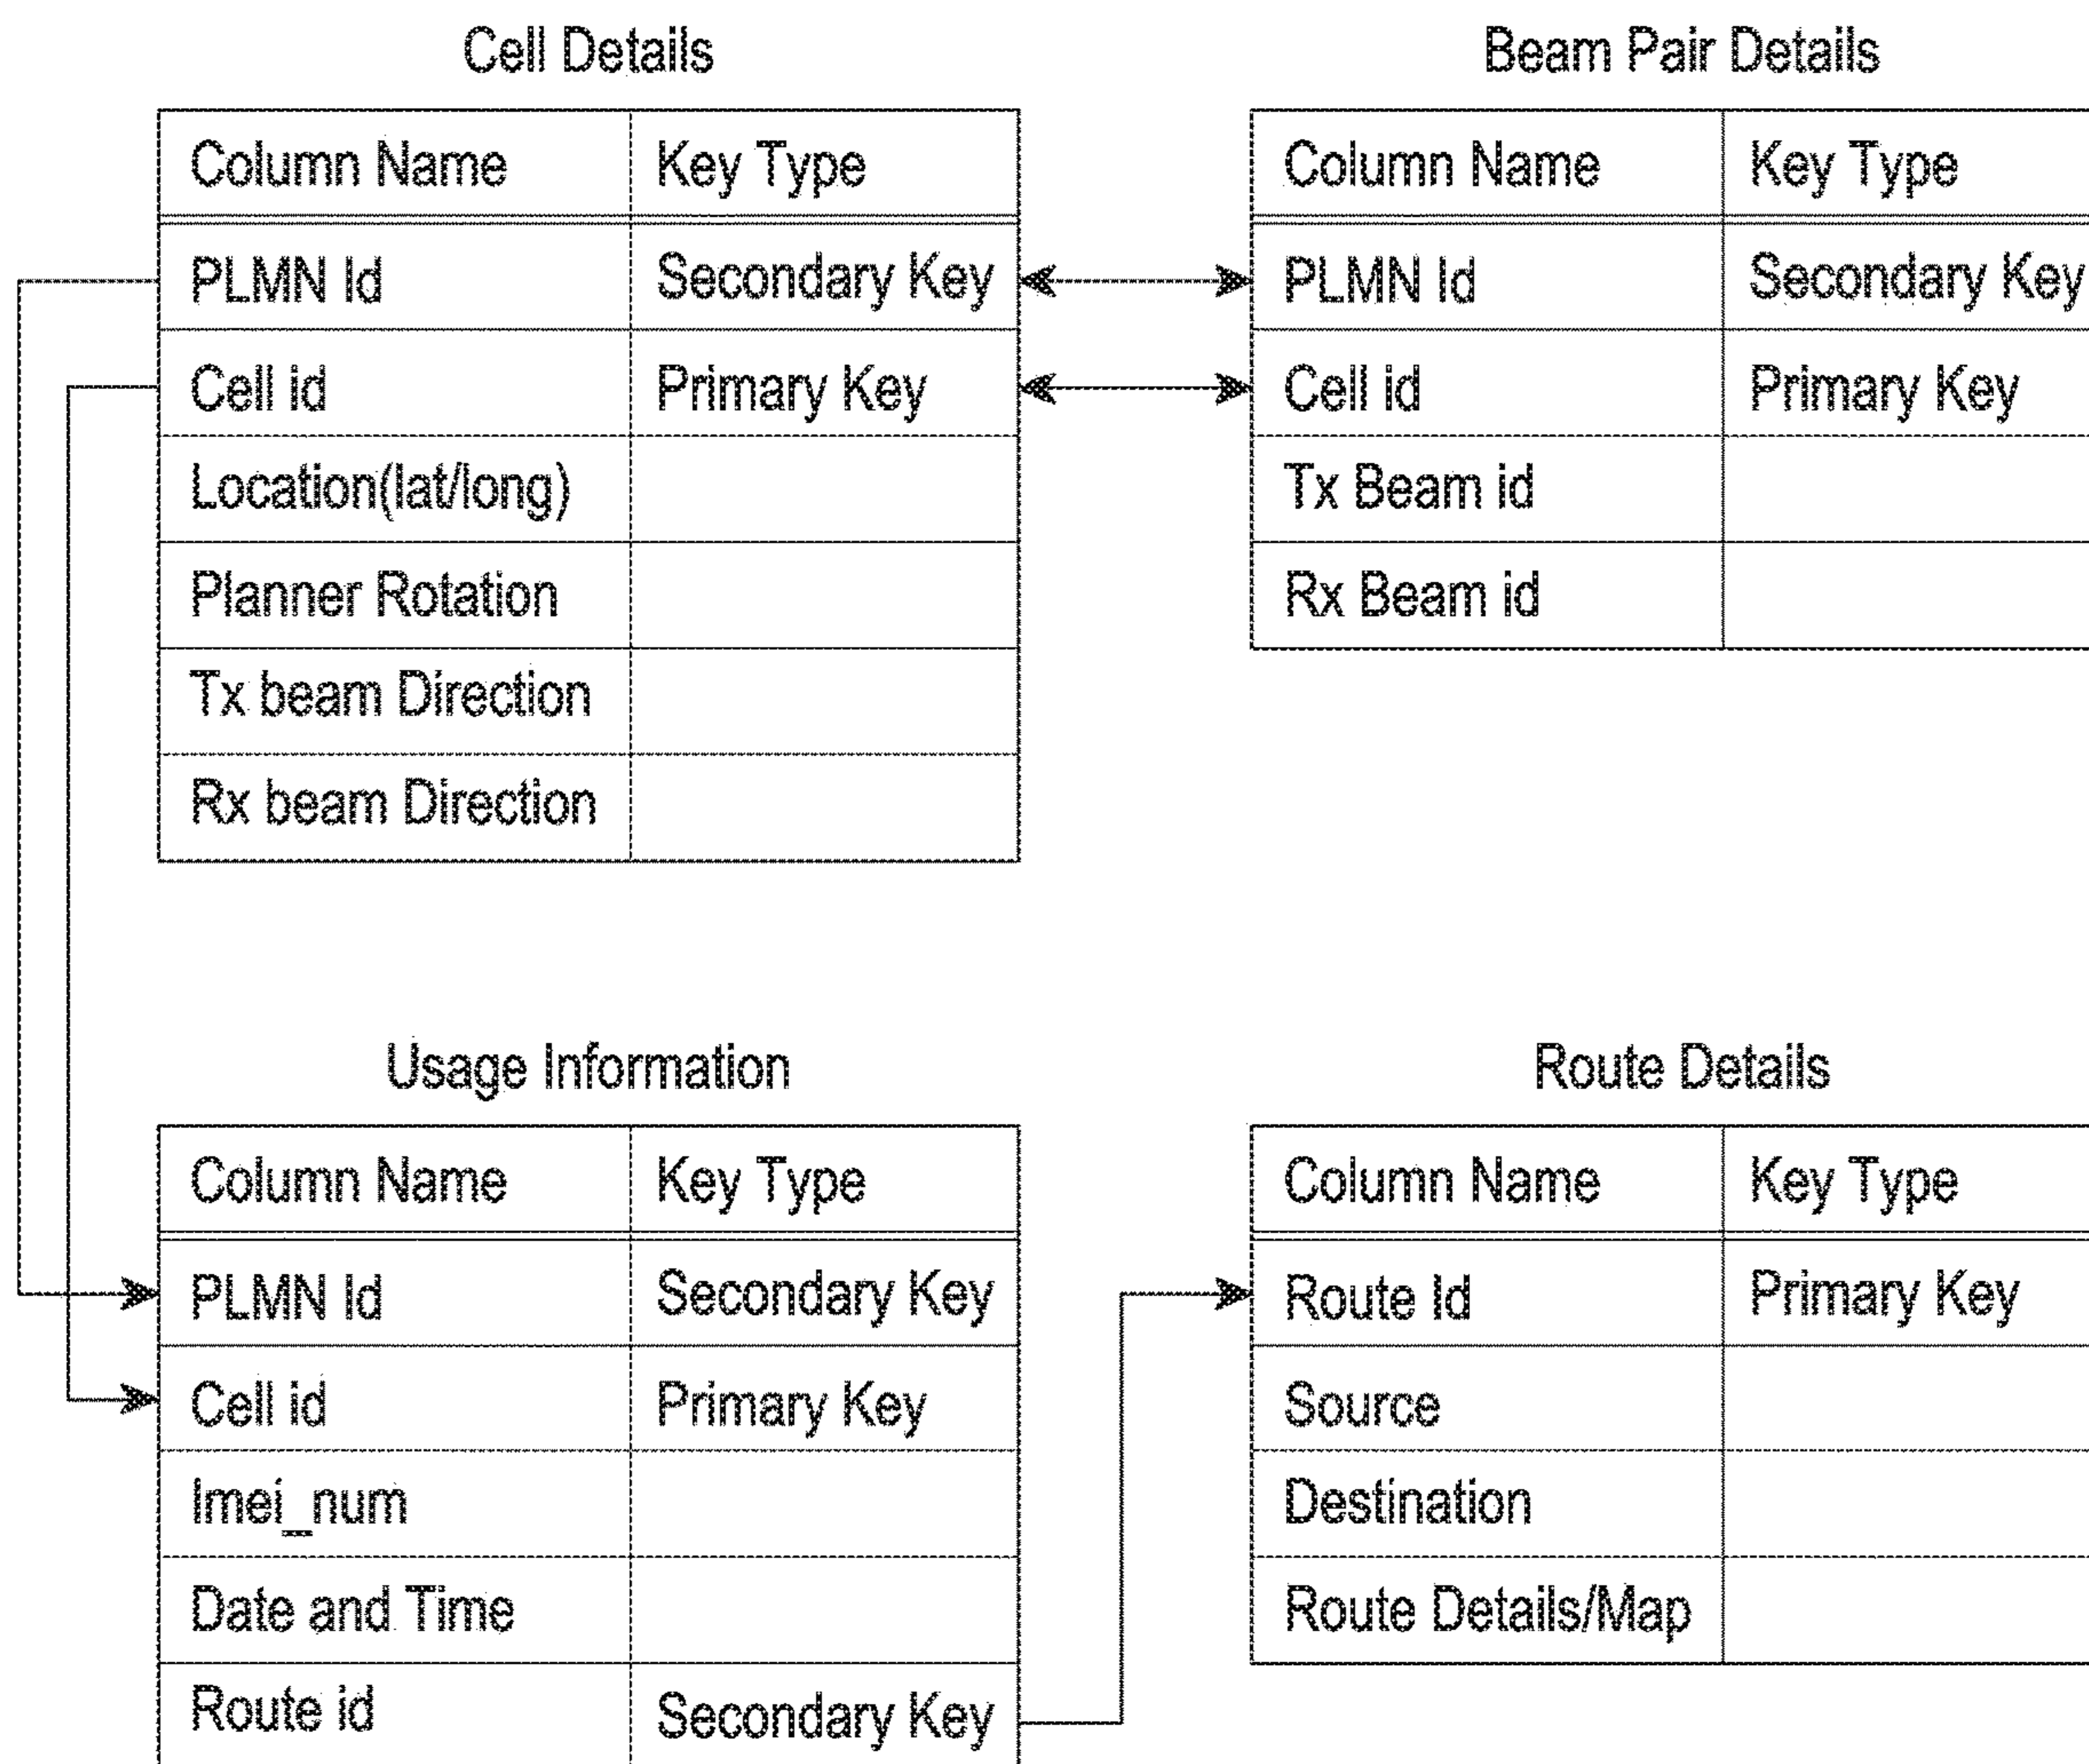 Cell Details
Column Name Key Type
PLMN Id Secondary Key
Cell id Primary Key
Location(lat/long)
Planner Rotation
Tx beam Direction
Rx beam Direction
Beam Pair Details
Column Name Key Type
PLMN Id Secondary Key
Cell id Primary Key
Tx Beam id
Rx Beam id
Usage Information
Column Name Key Type
PLMN Id Secondary Key
Cell id Primary Key
Imei_num
Date and Time
Route id Secondary Key
Route Details
Column Name Key Type
Route Id Primary Key
Source
Destination
Route Details/Map